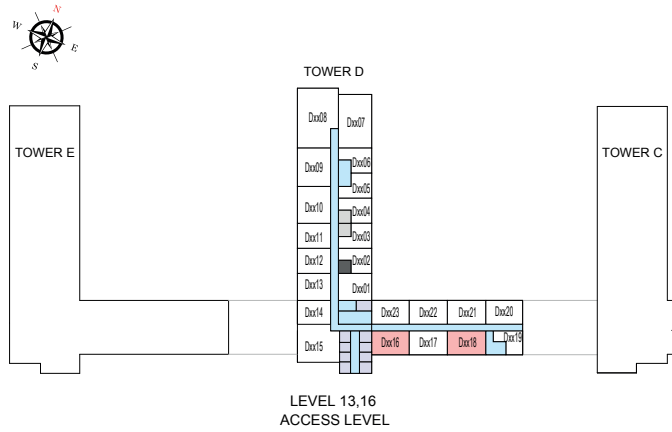 N
W
E
S
TOWER D
Dxx08
Dxx07
TOWER E
TOWER C
Dxx09
Dxx06
Dxx05
Dxx10
Dxx04
Dxx11
Dxx03
Dxx12
Dxx02
Dxx13
Dxx01
Dxx14
Dxx23
Dxx22
Dxx21
Dxx20
Dxx15
Dxx16
Dxx17
Dxx18
Dxx19
LEVEL 13,16
ACCESS LEVEL